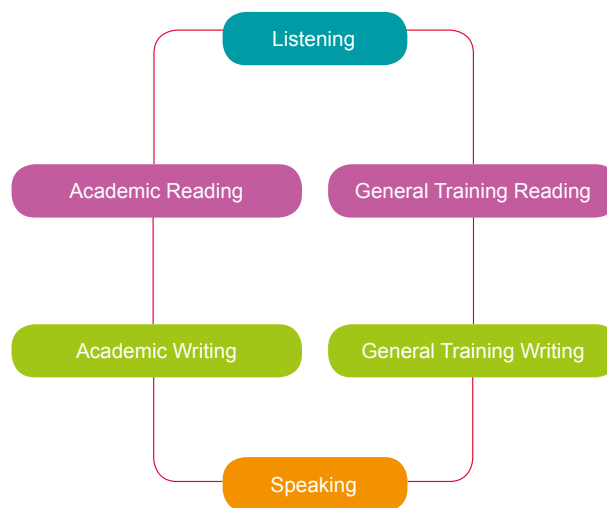 Listening
Academic Reading
General Training Reading
Academic Writing
General Training Writing
Speaking